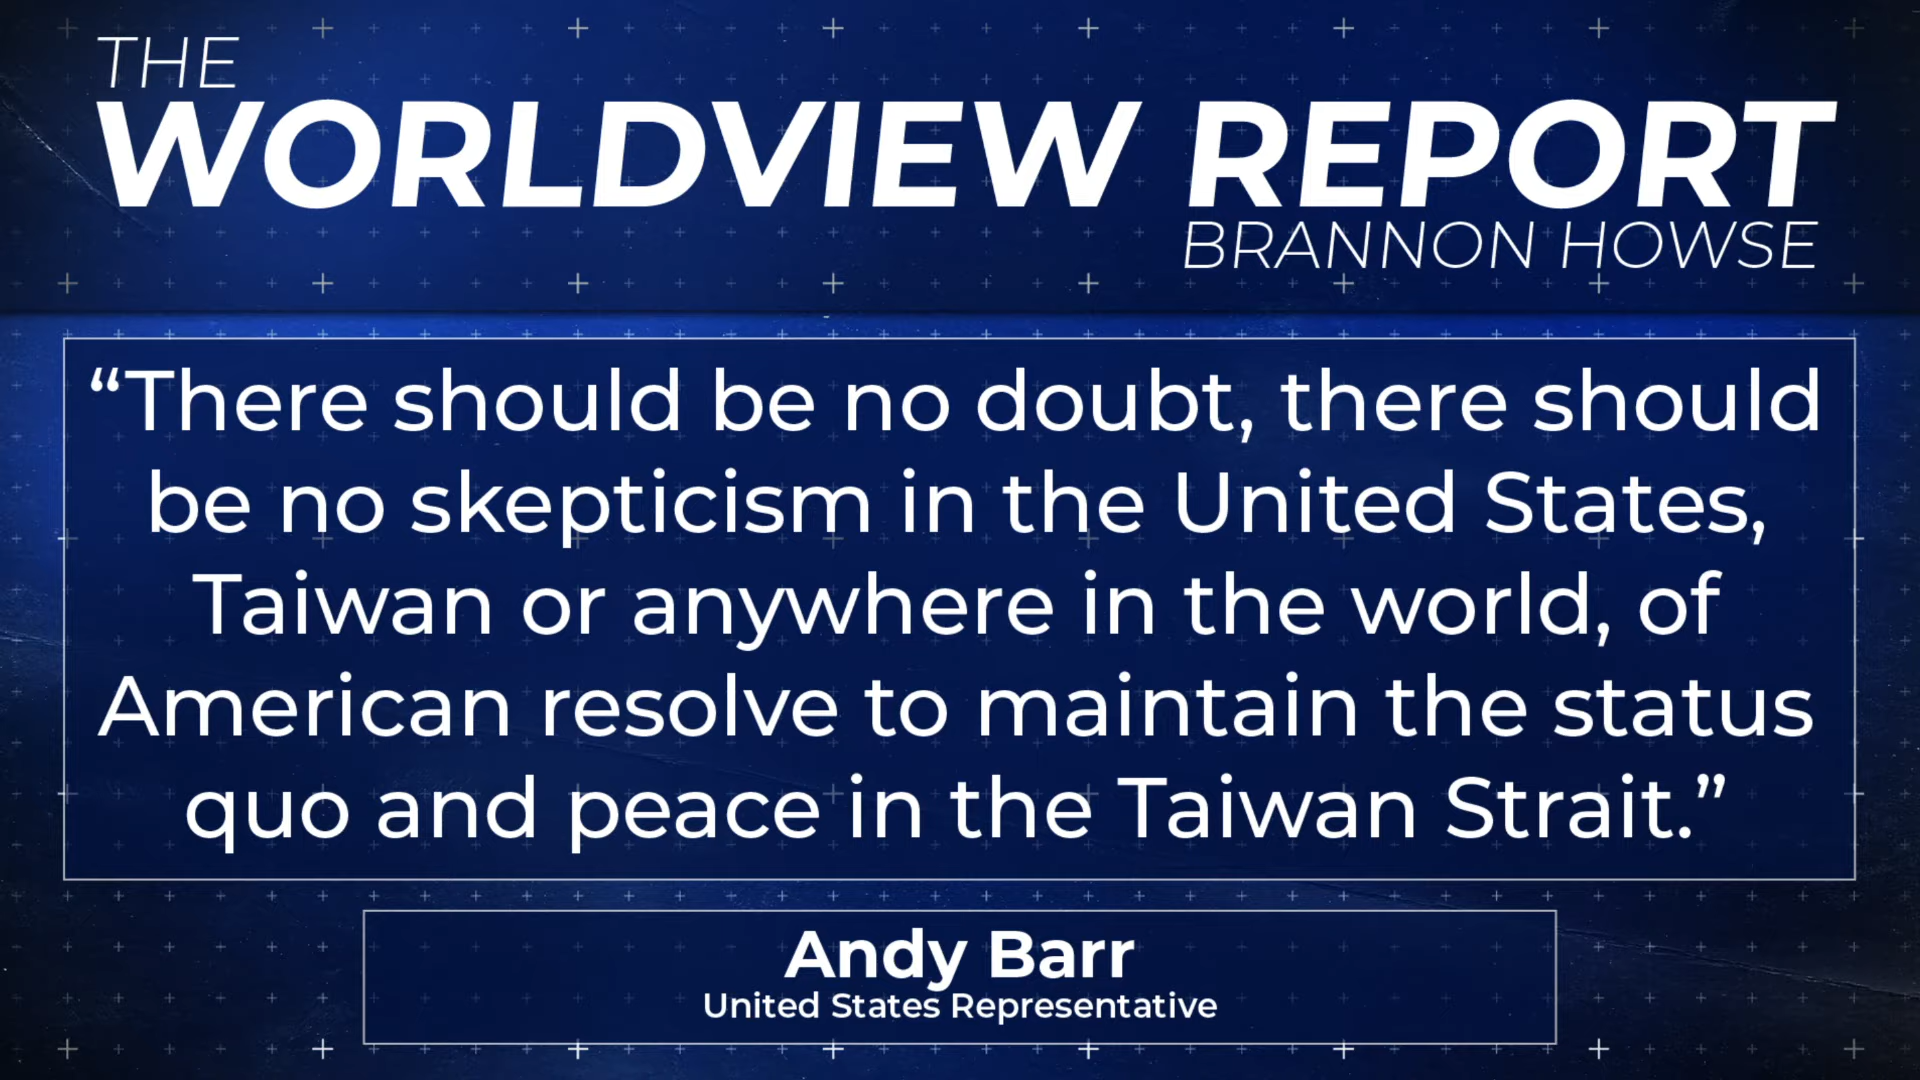 THE
WORLDVIEW REPORT
BRANNON HOWSE
“There should be no doubt, there should
be no skepticism in the United States,
Taiwan or anywhere in the world, of
American resolve to maintain the status
quo and peace in the Taiwan Strait.”
Andy Barr
United States Representative